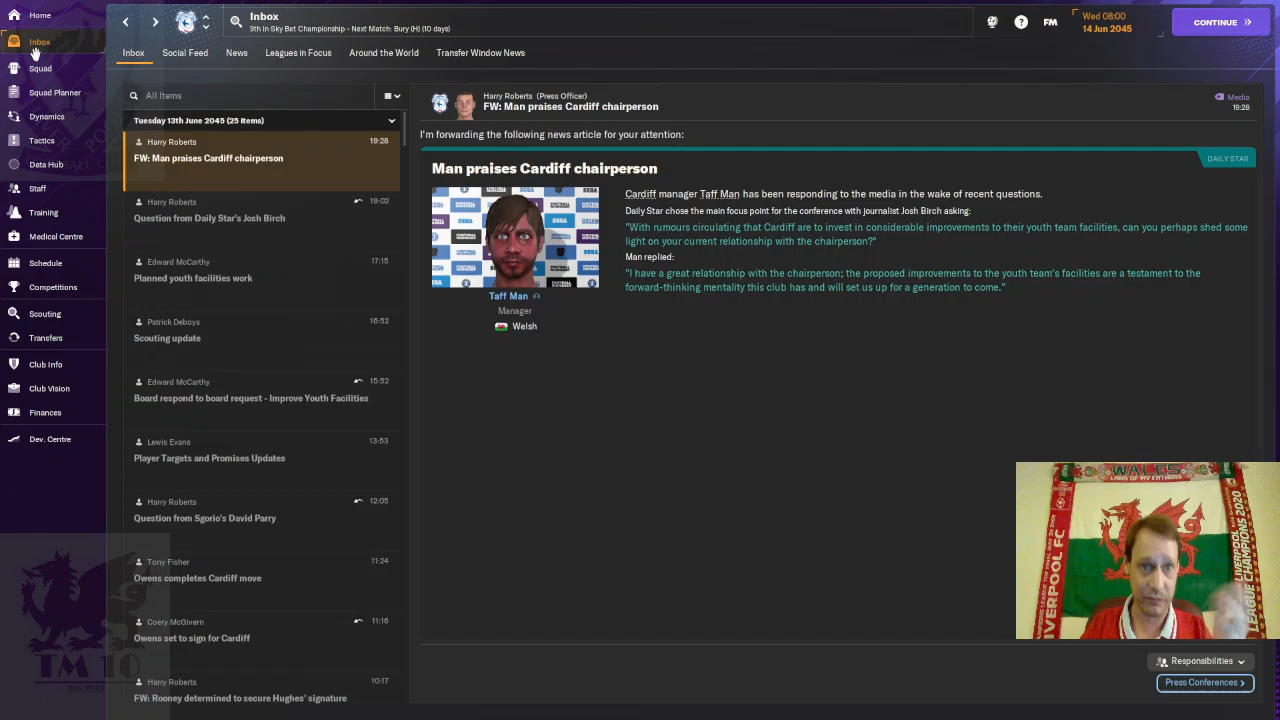 Home
Inbox
Squad
Squad Planner
Dynamics
Tactics
Data Hub
Staff
Training
Medical Centre
Schedule
Competitions
Scouting
Transfers
Club Info
Club Vision
Finances
Dev. Centre
Inbox
9th in Sky Bet Championship - Next Match: Bury (H) (10 days)
FM
Wed 08:00
14 Jun 2045
CONTINUE
Inbox Social Feed News Leagues in Focus Around the World Transfer Window News
All Items
Tuesday 13th June 2045 (25 Items)
Harry Roberts 19:28
FW: Man praises Cardiff chairperson
Harry Roberts 19:02
Question from Daily Star's Josh Birch
Edward McCarthy 17:15
Planned youth facilities work
Patrick Deboys 16:52
Scouting update
Edward McCarthy 15:52
Board respond to board request - Improve Youth Facilities
Lewis Evans 13:53
Player Targets and Promises Updates
Harry Roberts 12:05
Question from Sgorio's David Parry
Tony Fisher 11:24
Owens completes Cardiff move
Coery McGivern 11:16
Owens set to sign for Cardiff
Harry Roberts 10:17
FW: Rooney determined to secure Hughes' signature
Harry Roberts (Press Officer)
FW: Man praises Cardiff chairperson
Media
19:28
I'm forwarding the following news article for your attention:
DAILY STAR
Man praises Cardiff chairperson
Taff Man
Manager
Welsh
Cardiff manager Taff Man has been responding to the media in the wake of recent questions.
Daily Star chose the main focus point for the conference with journalist Josh Birch asking:
"With rumours circulating that Cardiff are to invest in considerable improvements to their youth team facilities, can you perhaps shed some
light on your current relationship with the chairperson?"
Man replied:
"I have a great relationship with the chairperson; the proposed improvements to the youth team's facilities are a testament to the
forward-thinking mentality this club has and will set us up for a generation to come."
WALES
LAND OF MY FATHERS
LIVERPOOL FC
LIVERPOOL
LEAGUE CHAMPIONS 2020
TM 10
Responsibilities
Press Conferences